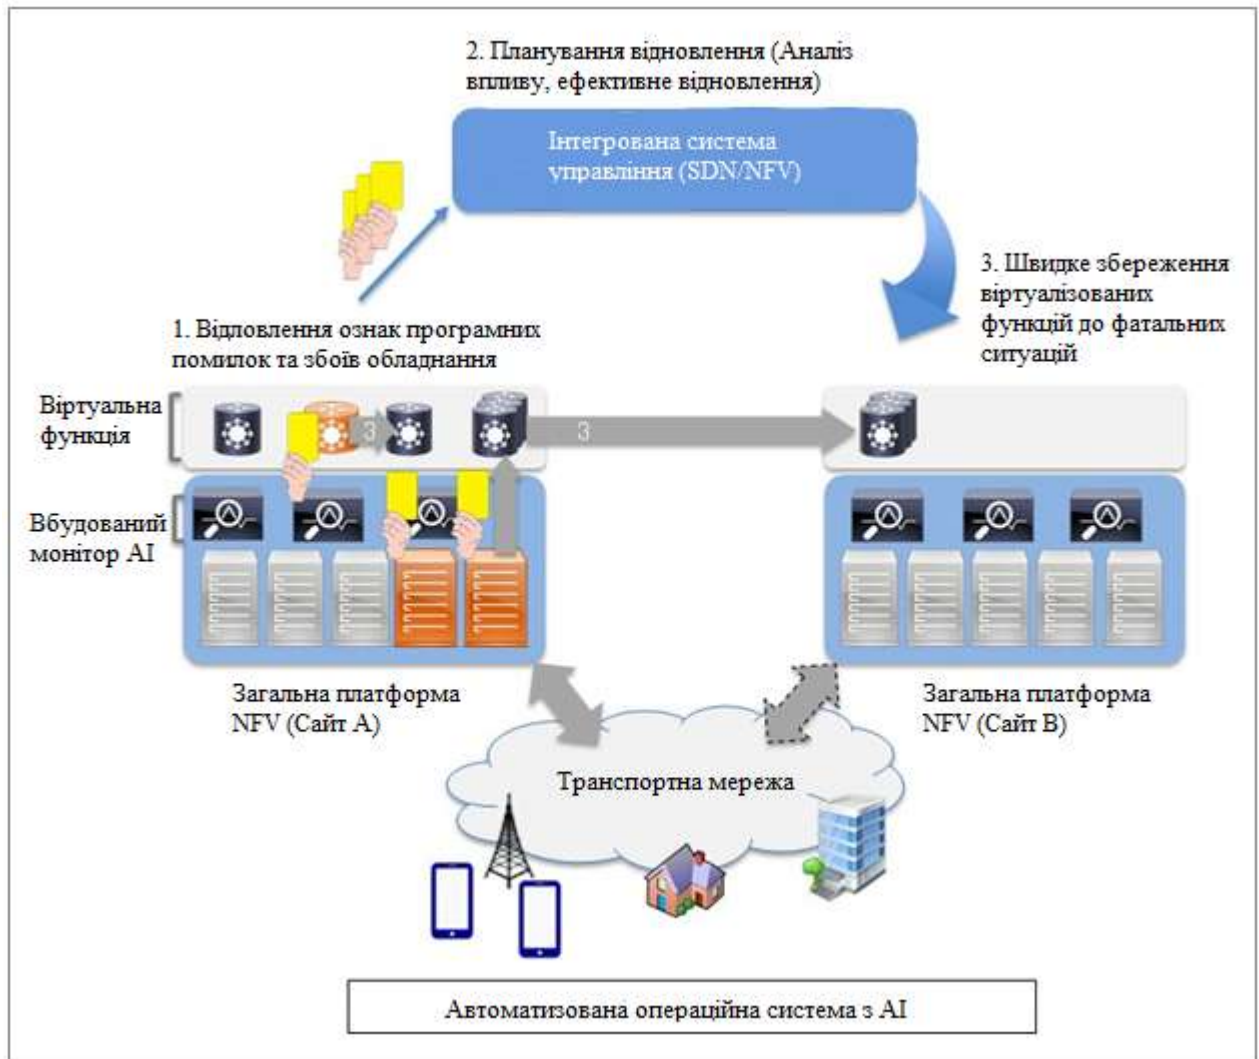 2. Планування відновлення (Аналіз
впливу, ефективне відновлення)
Інтегрована система
управління (SDN/NFV)
3. Швидке збереження
віртуалізованих
функцій до фатальних
ситуацій
1. Відловлення ознак програмних
помилок та збоїв обладнання
Віртуальна
функція
3
3
Вбудований
монітор AI
Загальна платформа
NFV (Сайт A)
Загальна платформа
NFV (Сайт B)
Транспортна мережа
Автоматизована операційна система з AI